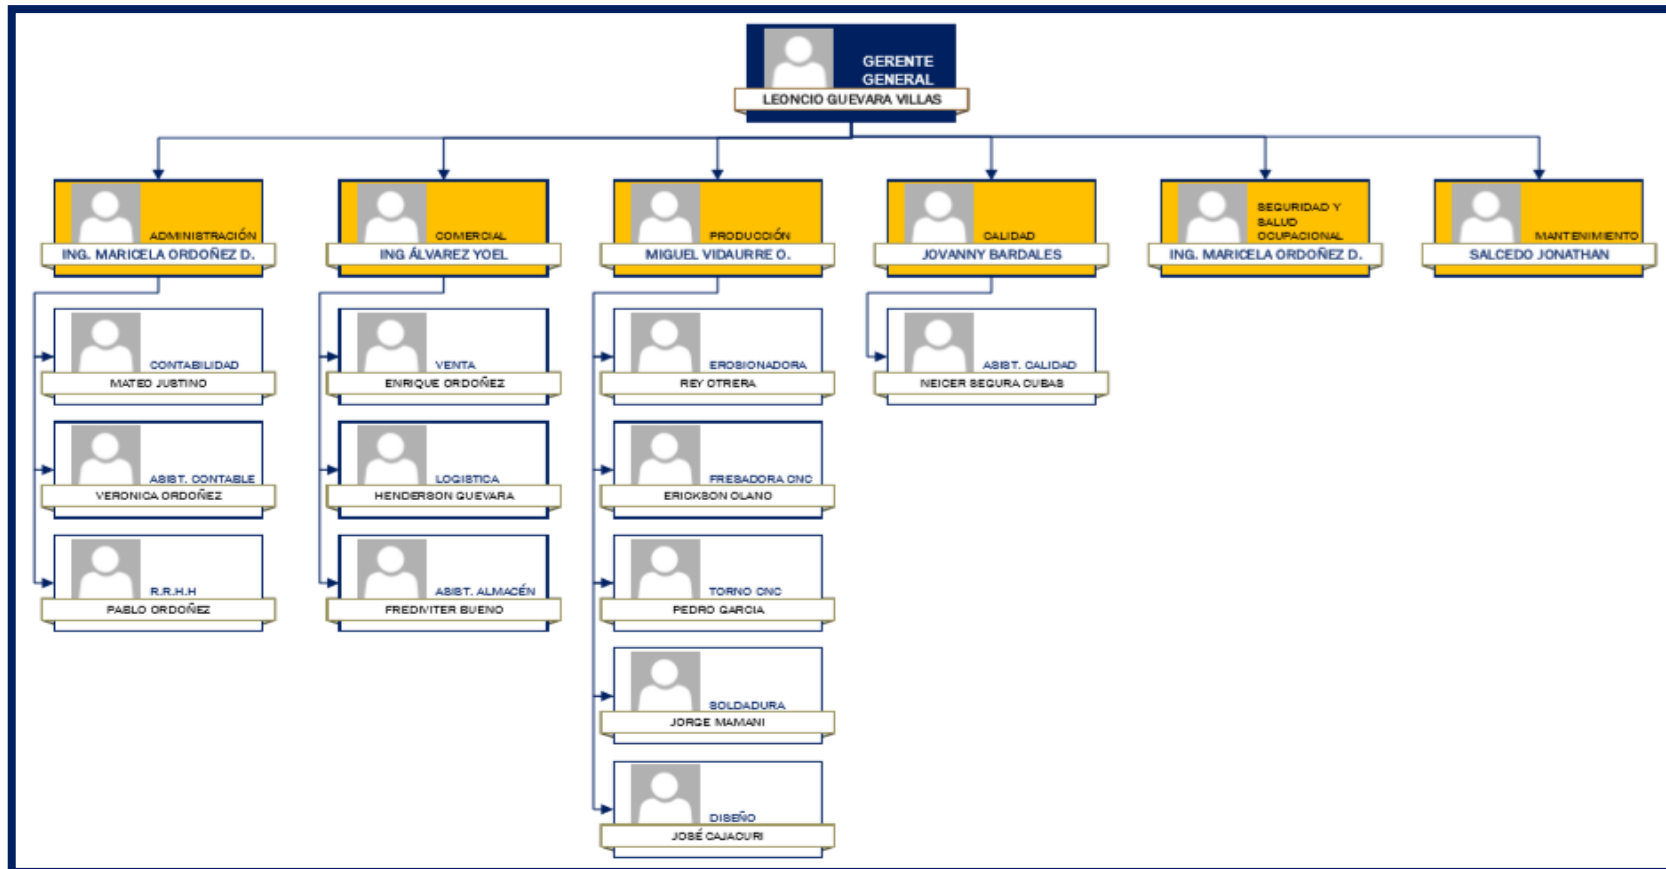 GERENTE
GENERAL
LEONCIO GUEVARA VILLAS
ADMINISTRACIÓN
ING. MARICELA ORDOÑEZ D.
COMERCIAL
ING ÁLVAREZ YOEL
PRODUCCIÓN
MIGUEL VIDAURRE O.
CALIDAD
JOVANNY BARDALES
SEGURIDAD Y
SALUD
OCUPACIONAL
ING. MARICELA ORDOÑEZ D.
MANTENIMIENTO
SALCEDO JONATHAN
CONTABILIDAD
MATEO JUSTINO
VENTA
ENRIQUE ORDOÑEZ
EROSIONADORA
REY OTRERA
ASIST. CALIDAD
NEICER SEGURA CUBAS
ASIST. CONTABLE
VERONICA ORDOÑEZ
LOGISTICA
HENDERSON GUEVARA
FRESADORA CNC
ERICKSON OLANO
R.R.H.H
PABLO ORDOÑEZ
ASIST. ALMACÉN
FREDIVITER BUENO
TORNO CNC
PEDRO GARCIA
SOLDADURA
JORGE MAMANI
DISEÑO
JOSÉ CAJACURI